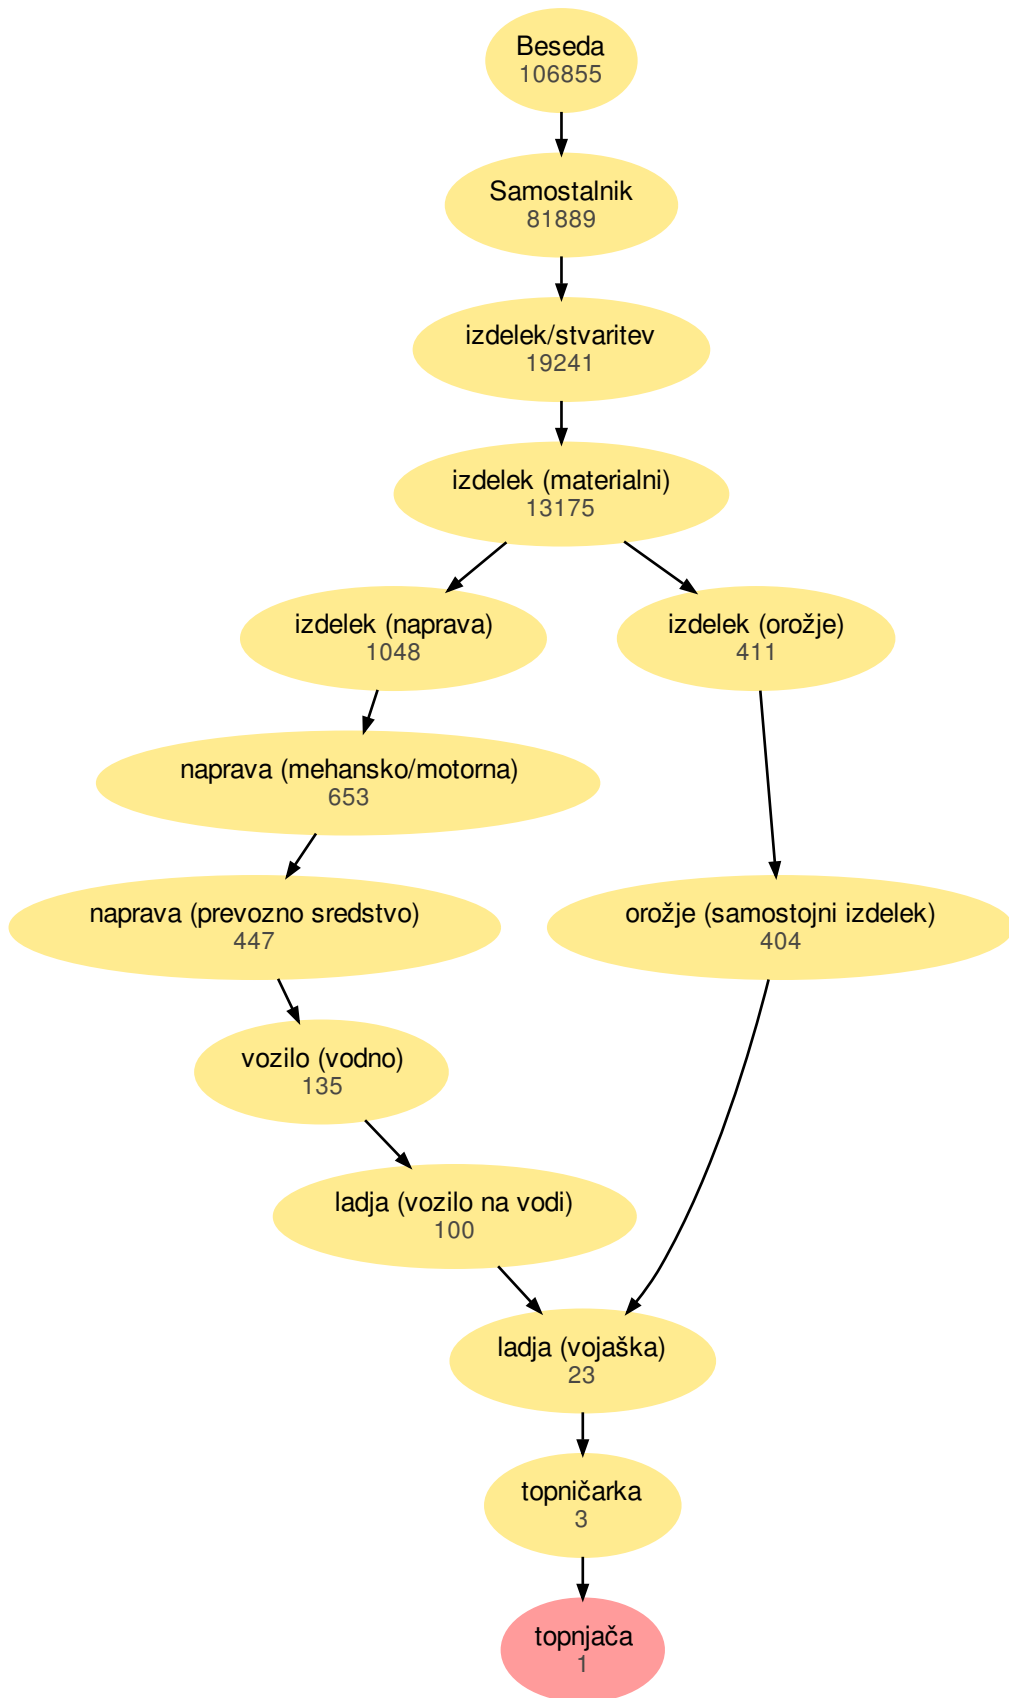 Beseda
106855
Samostalnik
81889
izdelek/stvaritev
19241
izdelek (materialni)
13175
izdelek (naprava)
1048
izdelek (orožje)
411
naprava (mehansko/motorna)
653
naprava (prevozno sredstvo)
447
orožje (samostojni izdelek)
404
vozilo (vodno)
135
ladja (vozilo na vodi)
100
ladja (vojaška)
23
topničarka
3
topnjača
1